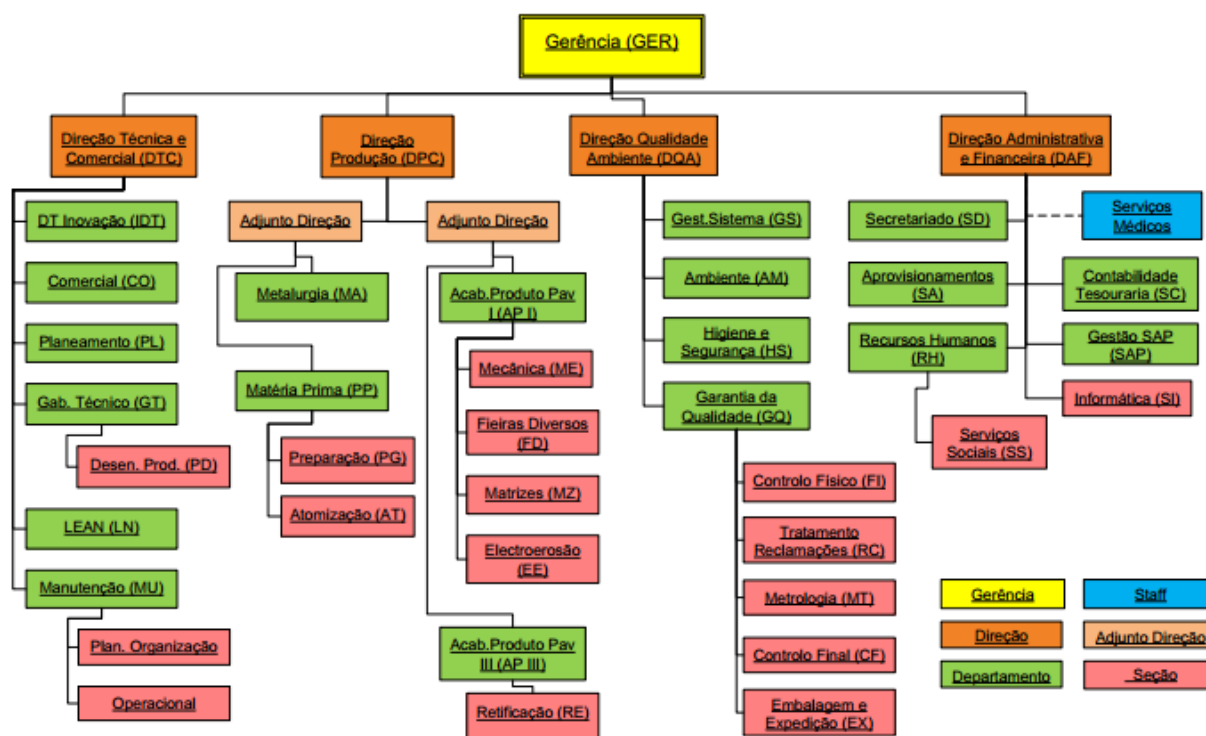 Gerência (GER)
Direção Técnica e
Comercial (DTC)
DT Inovação (IDT)
Comercial (CO)
Planeamento (PL)
Gab. Técnico (GT)
Desen. Prod. (PD)
LEAN (LN)
Manutenção (MU)
Plan. Organização
Operacional
Direção
Produção (DPC)
Adjunto Direção
Metalurgia (MA)
Matéria Prima (PP)
Preparação (PG)
Atomização (AT)
Adjunto Direção
Acab.Produto Pav
I (AP I)
Mecânica (ME)
Fieiras Diversos
(FD)
Matrizes (MZ)
Electroerosão
(EE)
Acab.Produto Pav
III (AP III)
Retificação (RE)
Direção Qualidade
Ambiente (DQA)
Gest.Sistema (GS)
Ambiente (AM)
Higiene e
Segurança (HS)
Garantia da
Qualidade (GQ)
Controlo Físico (FI)
Tratamento
Reclamações (RC)
Metrologia (MT)
Controlo Final (CF)
Embalagem e
Expedição (EX)
Direção Administrativa
e Financeira (DAF)
Secretariado (SD)
Serviços
Médicos
Aprovisionamentos
(SA)
Contabilidade
Tesouraria (SC)
Recursos Humanos
(RH)
Gestão SAP
(SAP)
Informática (SI)
Serviços
Sociais (SS)
Gerência
Staff
Direção
Adjunto Direção
Departamento
Seção